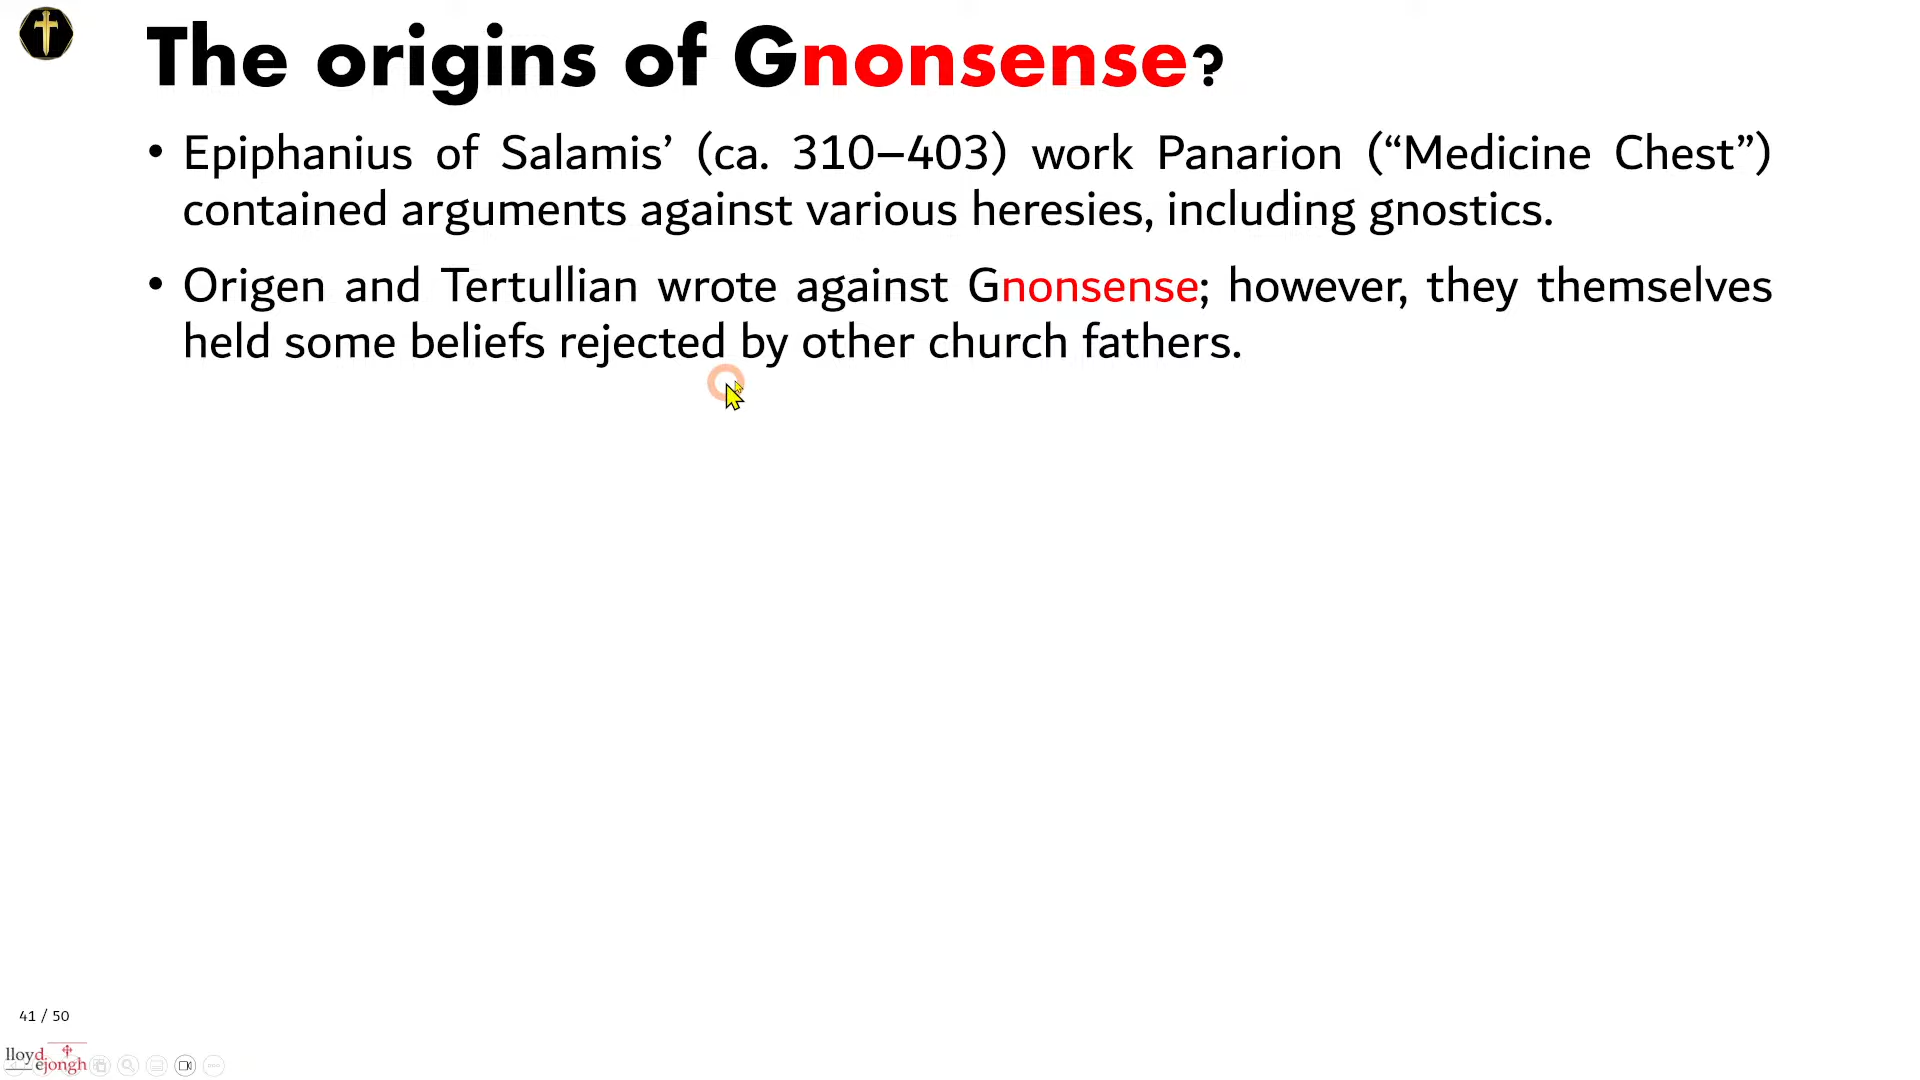 The origins of Gnonsense?
• Epiphanius of Salamis’ (ca. 310–403) work Panarion (“Medicine Chest”)
contained arguments against various heresies, including gnostics.
• Origen and Tertullian wrote against Gnonsense; however, they themselves
held some beliefs rejected by other church fathers.
41 / 50
lloyd.
ejongh